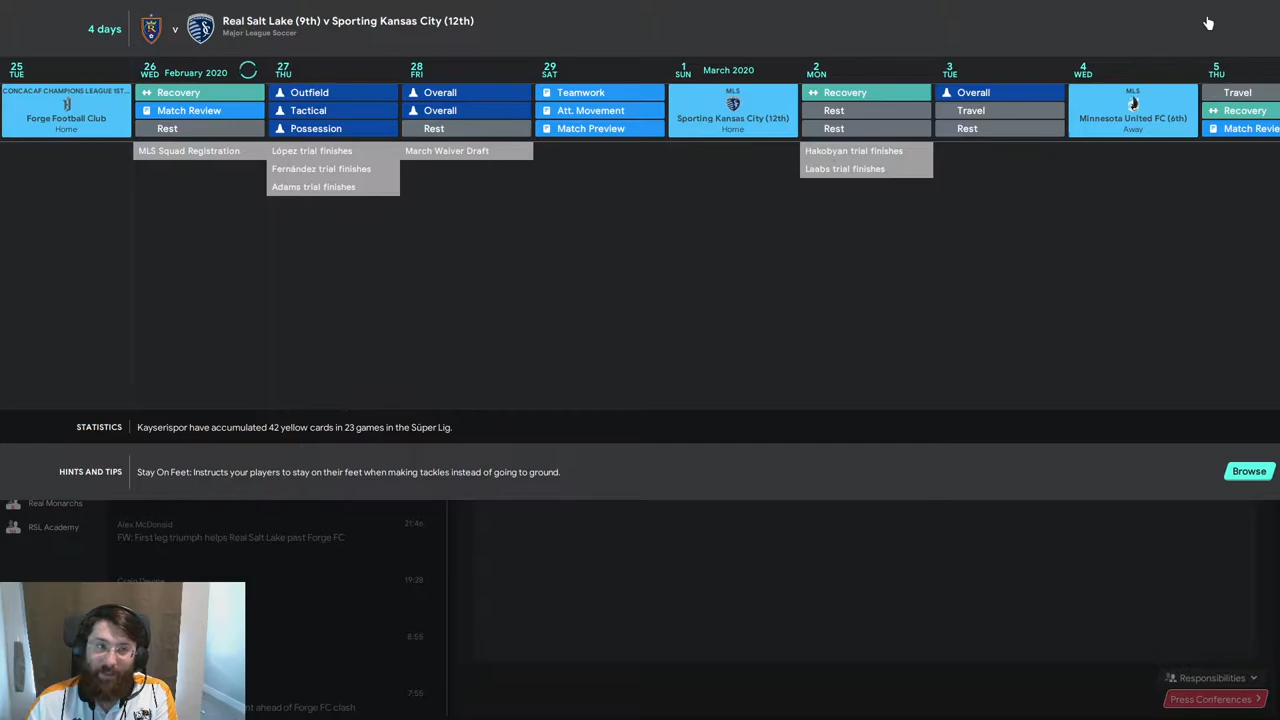 4 days
v
Real Salt Lake (9th) v Sporting Kansas City (12th)
Major League Soccer
25
TUE
26
WED
February 2020
27
THU
28
FRI
29
SAT
1
SUN
March 2020
2
MON
3
TUE
4
WED
5
THU
CONCACAF CHAMPIONS LEAGUE 1ST...
Forge Football Club
Home
Recovery
Match Review
Rest
Outfield
Tactical
Possession
Overall
Overall
Rest
Teamwork
Att. Movement
Match Preview
MLS
Sporting Kansas City (12th)
Home
Recovery
Rest
Rest
Overall
Travel
Rest
MLS
Minnesota United FC (6th)
Away
Travel
Recovery
Match Revie
MLS Squad Registration
López trial finishes
Fernández trial finishes
Adams trial finishes
March Waiver Draft
Hakobyan trial finishes
Laabs trial finishes
STATISTICS
Kayserispor have accumulated 42 yellow cards in 23 games in the Süper Lig.
HINTS AND TIPS
Stay On Feet: Instructs your players to stay on their feet when making tackles instead of going to ground.
Browse
Real Monarchs
RSL Academy
Alex McDonald
21:46
FW: First leg triumph helps Real Salt Lake past Forge FC
19:28
8:55
7:55
nt ahead of Forge FC clash
Responsibilities
Press Conferences